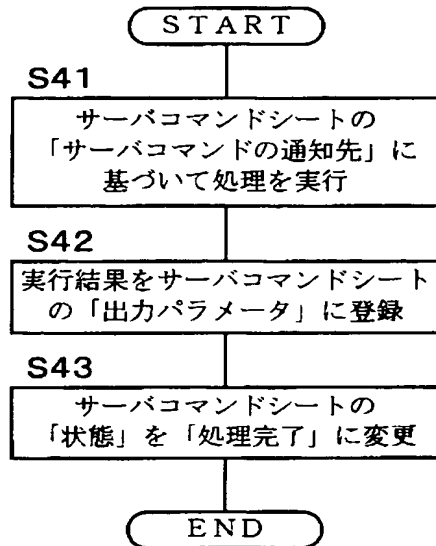 START
S41
サーバコマンドシートの
「サーバコマンドの通知先」に
基づいて処理を実行
S42
実行結果をサーバコマンドシート
の「出力パラメータ」に登録
S43
サーバコマンドシートの
「状態」を「処理完了」に変更
END